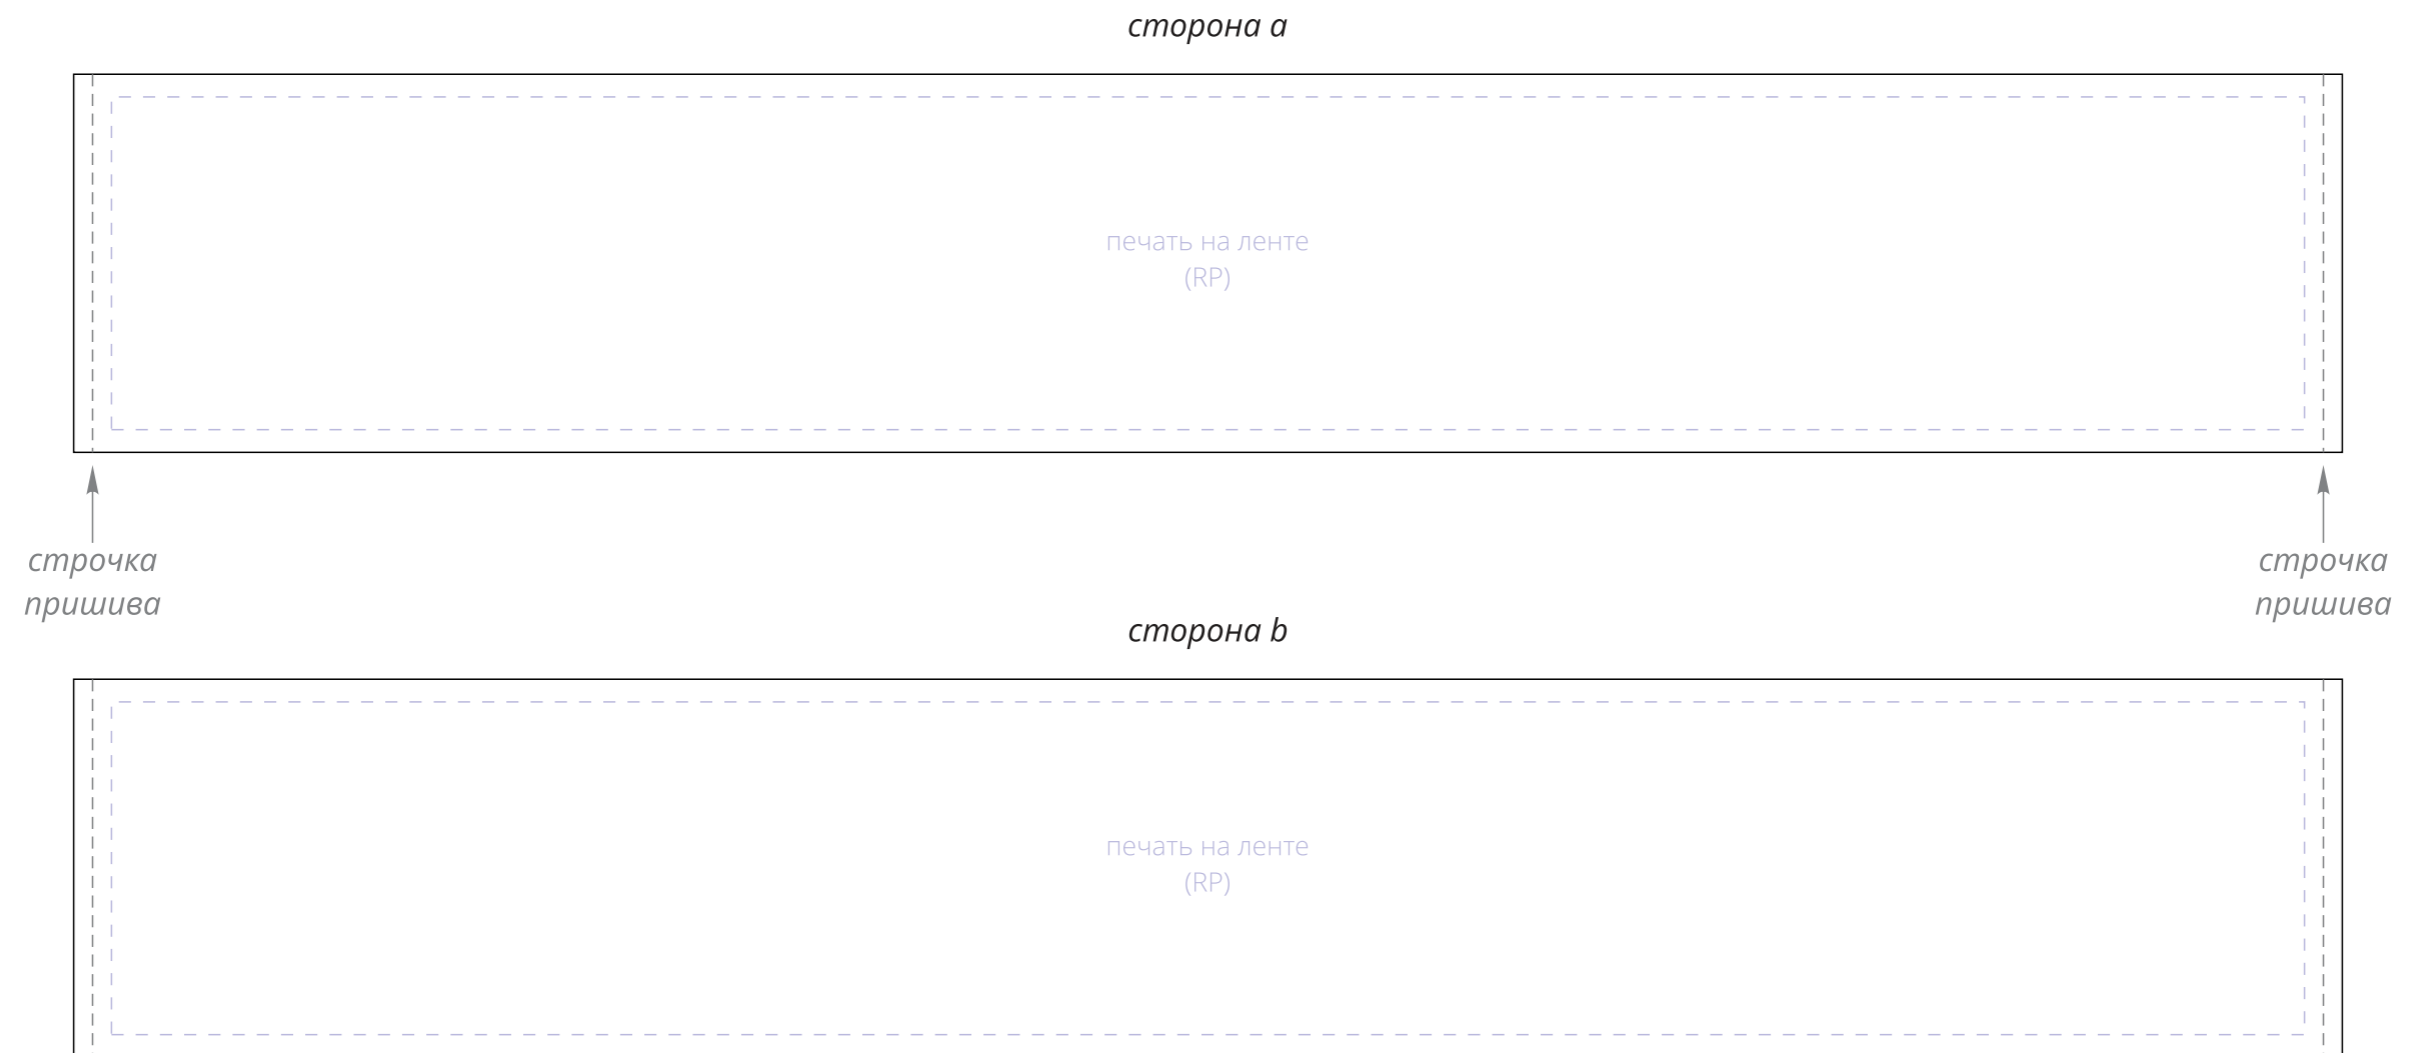 сторона a
печать на ленте
(RP)
строчка
пришива
строчка
пришива
сторона b
печать на ленте
(RP)